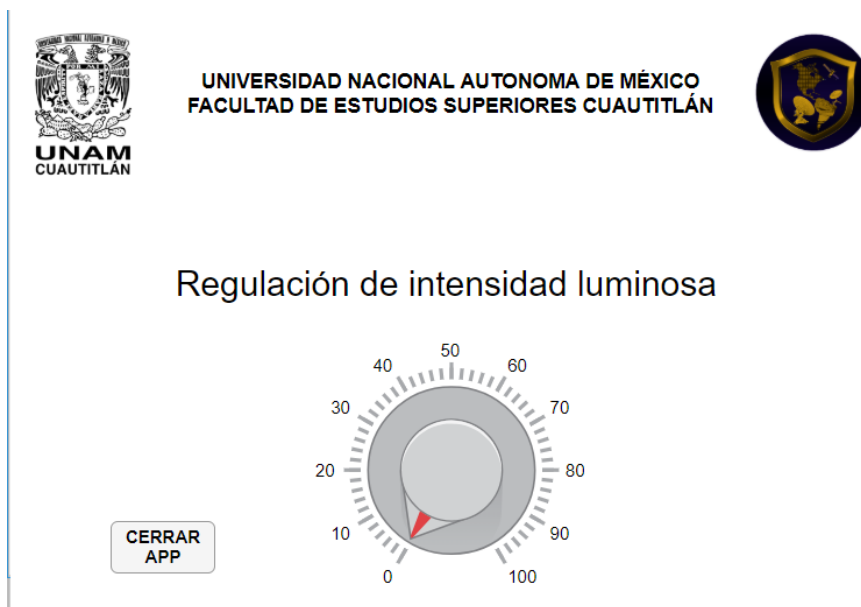 UNIVERSIDAD NACIONAL AUTONOMA DE MÉXICO
FACULTAD DE ESTUDIOS SUPERIORES CUAUTITLÁN
UNAM
CUAUTITLÁN
Regulación de intensidad luminosa
50
40
60
30
70
20
80
10
90
0
100
CERRAR
APP